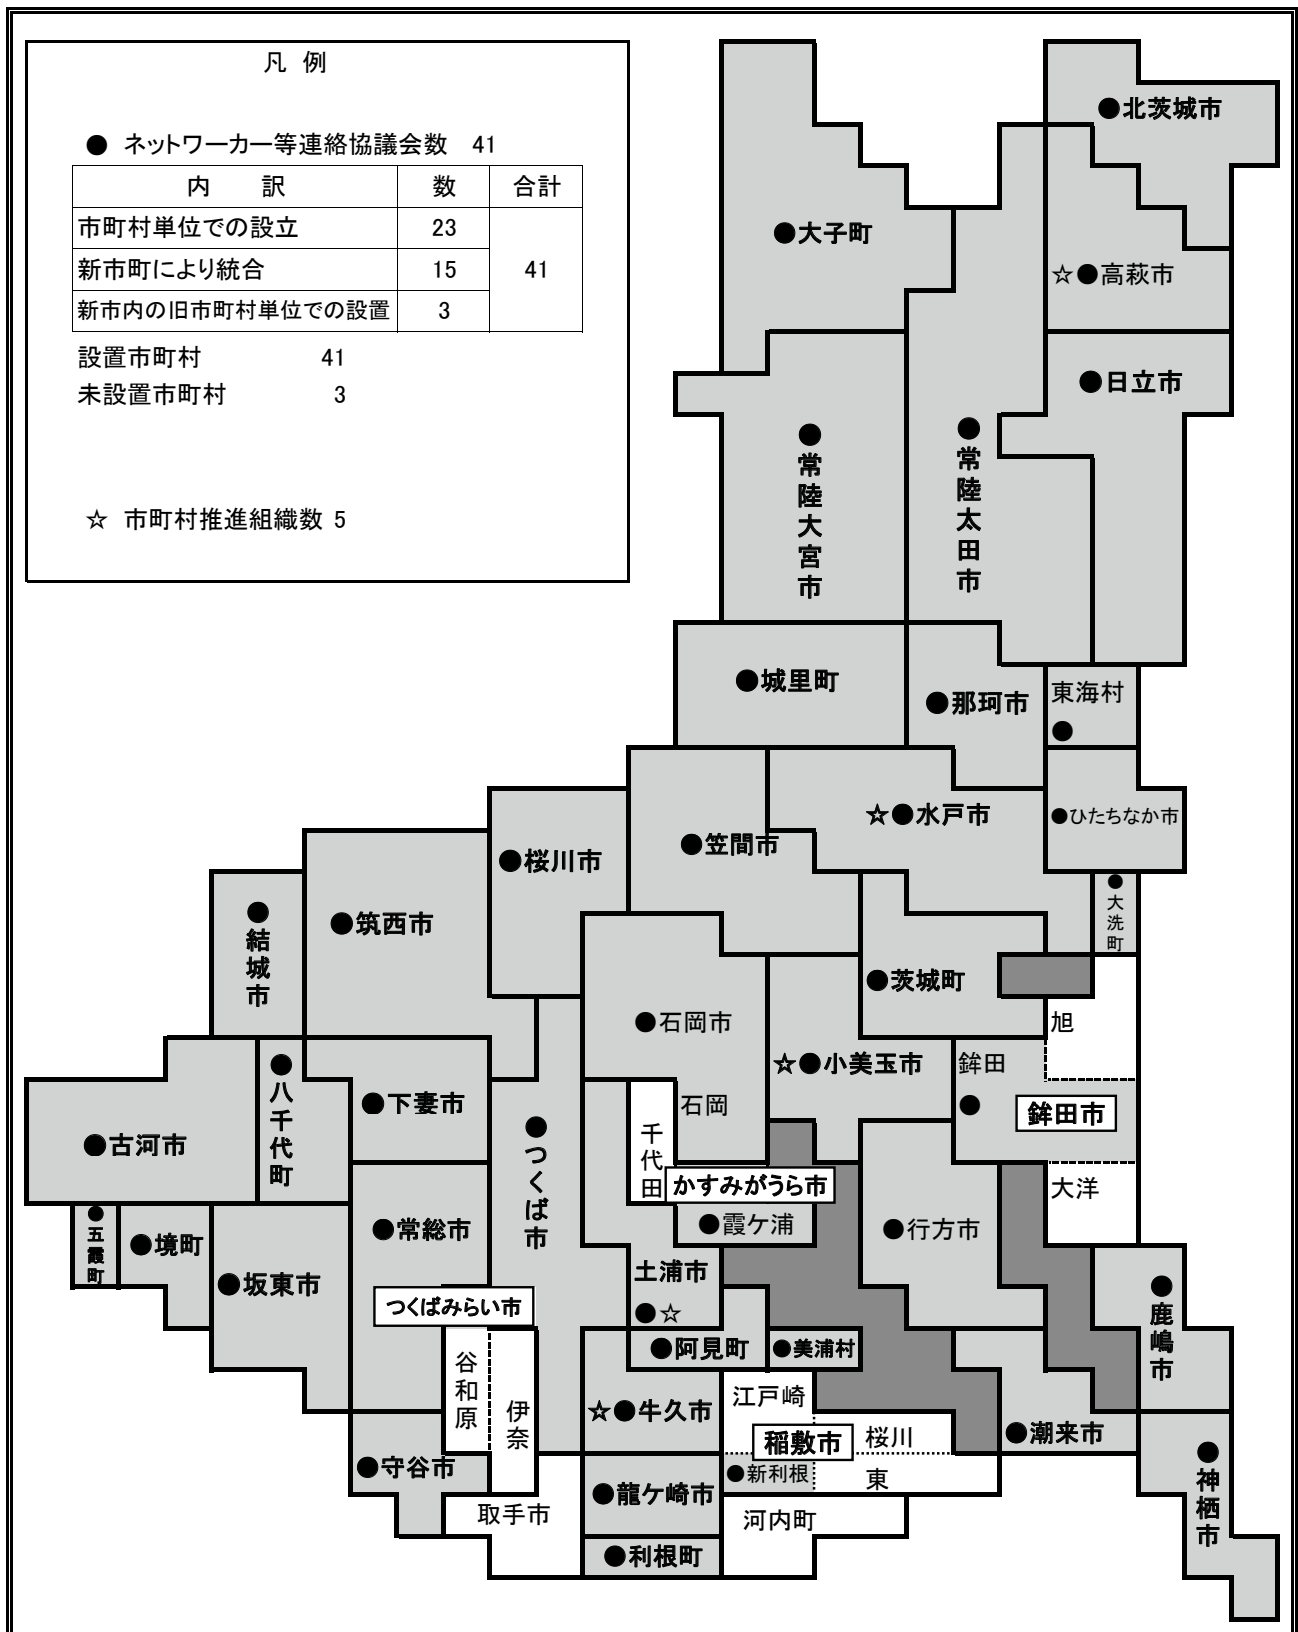 凡 例
● ネットワーカー等連絡協議会数 41
内 訳 数 合計
市町村単位での設立 23
新市町により統合 15 41
新市内の旧市町村単位での設置 3
設置市町村 41
未設置市町村 3
☆ 市町村推進組織数 5
●北茨城市
●大子町
☆●高萩市
●日立市
●常陸大宮市
●常陸太田市
●城里町
●那珂市
東海村
●
☆●水戸市
●ひたちなか市
●笠間市
●桜川市
●筑西市
●結城市
●大洗町
●茨城町
●石岡市
旭
☆●小美玉市
鉾田
●
鉾田市
●八千代町
●下妻市
●古河市
石岡
千代田
●つくば市
かすみがうら市
大洋
●霞ケ浦
●行方市
●五霞町
●境町
●常総市
●坂東市
土浦市
●☆
つくばみらい市
●鹿嶋市
●阿見町
●美浦村
谷和原
伊奈
江戸崎
☆●牛久市
稲敷市
桜川
●潮来市
●守谷市
●新利根
東
●神栖市
●龍ケ崎市
取手市
河内町
●利根町